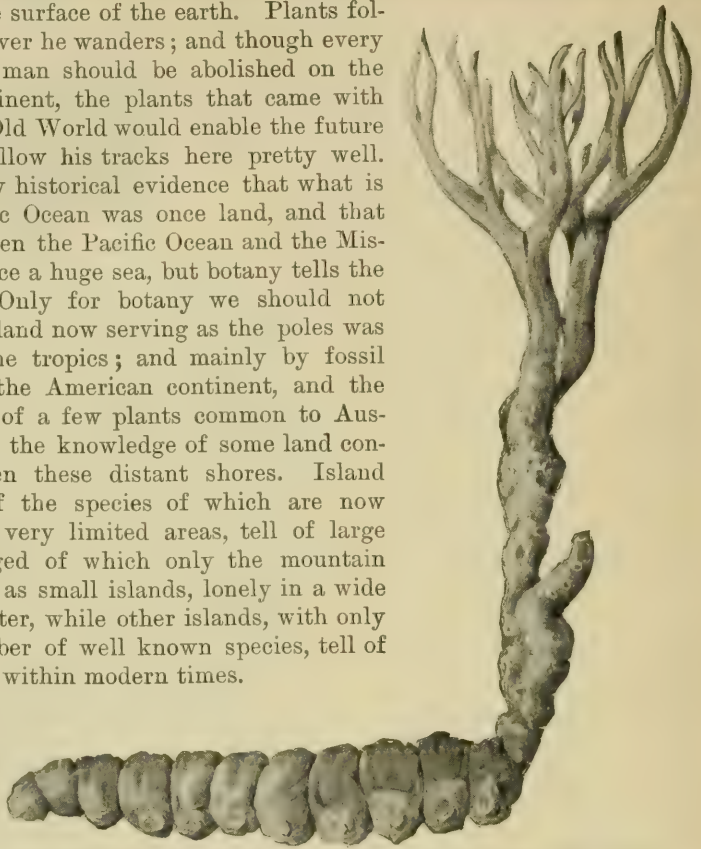 e surface of the earth. Plants fol-
ver he wanders; and though every
man should be abolished on the
inent, the plants that came with
Old World would enable the future
llow his tracks here pretty well.
y historical evidence that what is
c Ocean was once land, and that
en the Pacific Ocean and the Mis-
ce a huge sea, but botany tells the
Only for botany we should not
land now serving as the poles was
ne tropics; and mainly by fossil
the American continent, and the
of a few plants common to Aus-
the knowledge of some land con-
en these distant shores. Island
f the species of which are now
very limited areas, tell of large
ged of which only the mountain
as small islands, lonely in a wide
ter, while other islands, with only
ber of well known species, tell of
within modern times.